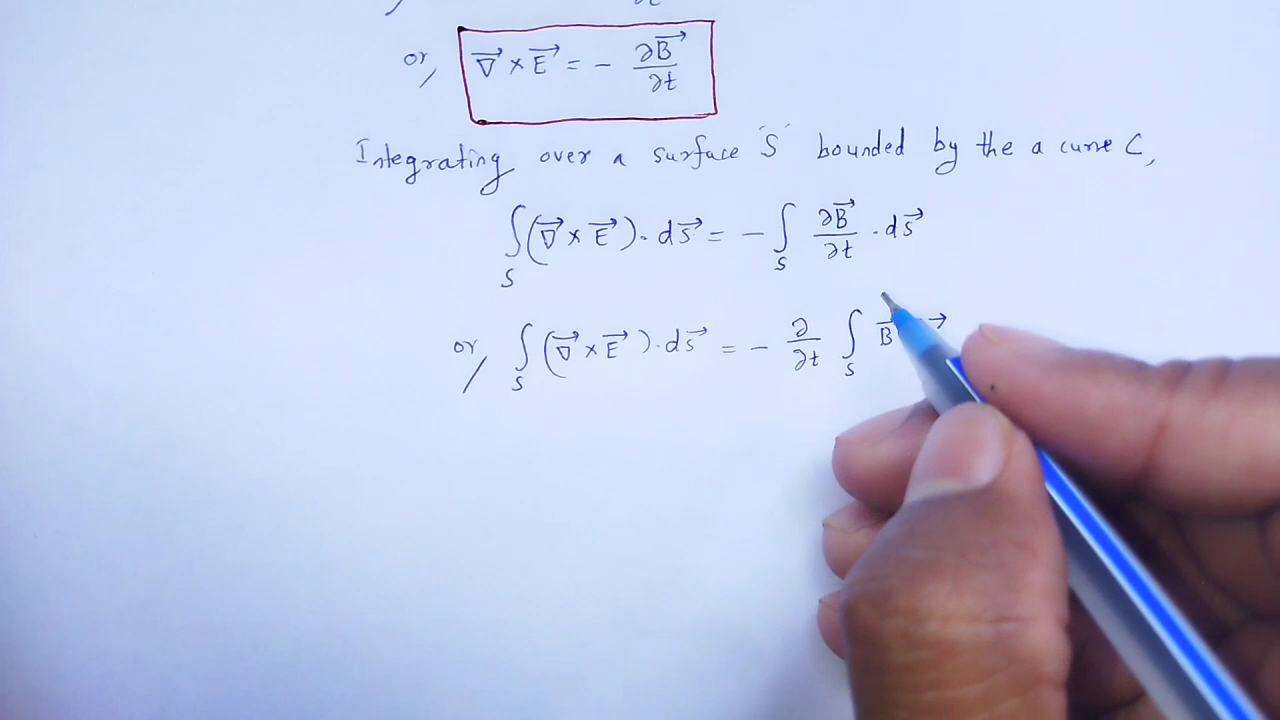 or, ∇⃗ × E⃗ = - ∂B⃗/∂t
Integrating over a surface 'S' bounded by the a curve C,
∫_S (∇⃗ × E⃗) . ds⃗ = - ∫_S ∂B⃗/∂t . ds⃗
or, ∫_S (∇⃗ × E⃗) . ds⃗ = - ∂/∂t ∫_S B⃗